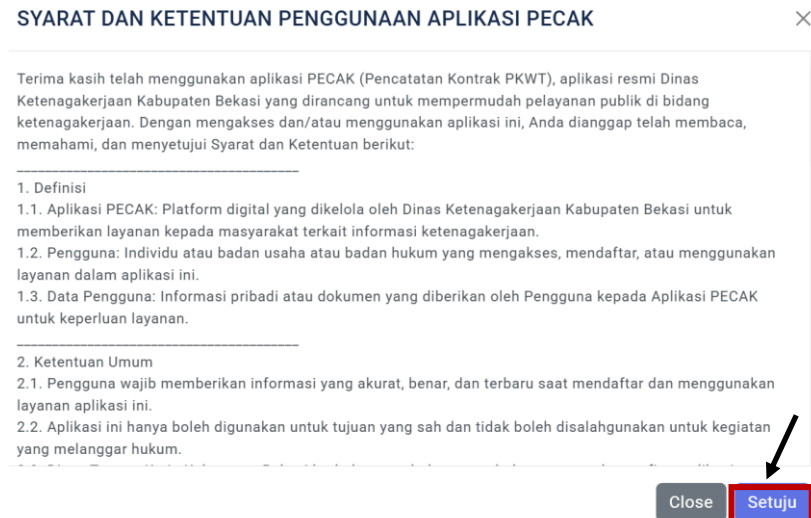 SYARAT DAN KETENTUAN PENGGUNAAN APLIKASI PECAK
Terima kasih telah menggunakan aplikasi PECAK (Pencatatan Kontrak PKWT), aplikasi resmi Dinas
Ketenagakerjaan Kabupaten Bekasi yang dirancang untuk mempermudah pelayanan publik di bidang
ketenagakerjaan. Dengan mengakses dan/atau menggunakan aplikasi ini, Anda dianggap telah membaca,
memahami, dan menyetujui Syarat dan Ketentuan berikut:
________________________________________
1. Definisi
1.1. Aplikasi PECAK: Platform digital yang dikelola oleh Dinas Ketenagakerjaan Kabupaten Bekasi untuk
memberikan layanan kepada masyarakat terkait informasi ketenagakerjaan.
1.2. Pengguna: Individu atau badan usaha atau badan hukum yang mengakses, mendaftar, atau menggunakan
layanan dalam aplikasi ini.
1.3. Data Pengguna: Informasi pribadi atau dokumen yang diberikan oleh Pengguna kepada Aplikasi PECAK
untuk keperluan layanan.
________________________________________
2. Ketentuan Umum
2.1. Pengguna wajib memberikan informasi yang akurat, benar, dan terbaru saat mendaftar dan menggunakan
layanan aplikasi ini.
2.2. Aplikasi ini hanya boleh digunakan untuk tujuan yang sah dan tidak boleh disalahgunakan untuk kegiatan
yang melanggar hukum.
Close
Setuju